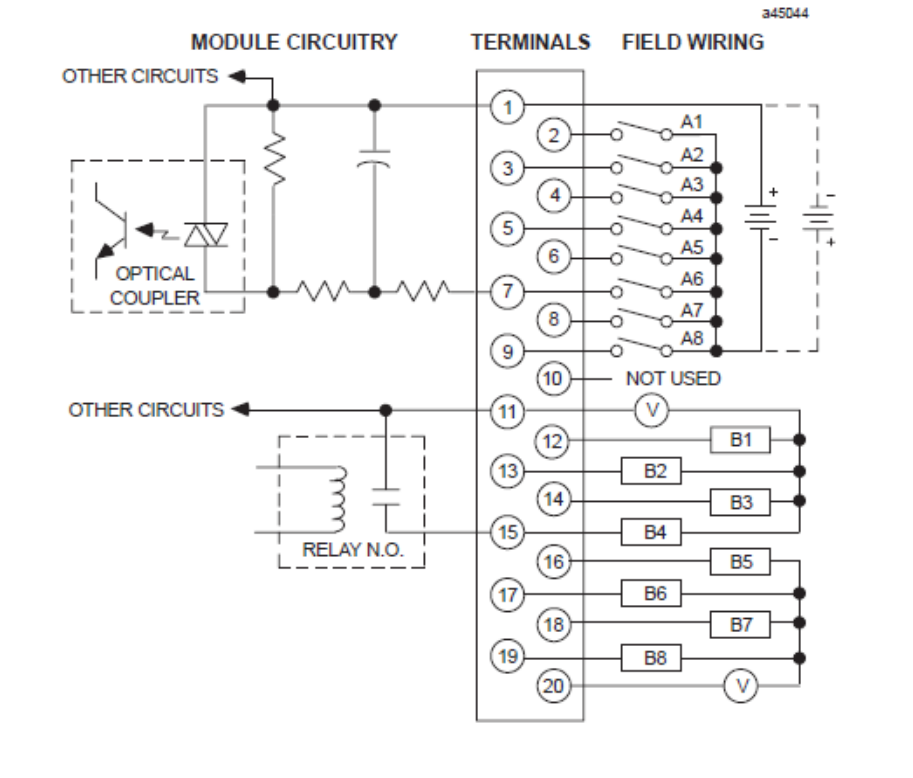 a45044
MODULE CIRCUITRY TERMINALS FIELD WIRING
OTHER CIRCUITS
1
2 A1
3 A2
4 A3
5 A4
6 A5
7 A6
8 A7
9 A8
+ -
- +
OPTICAL
COUPLER
10 NOT USED
OTHER CIRCUITS 11 V
12 B1
13 B2
14 B3
15 B4
RELAY N.O.
16 B5
17 B6
18 B7
19 B8
20 V